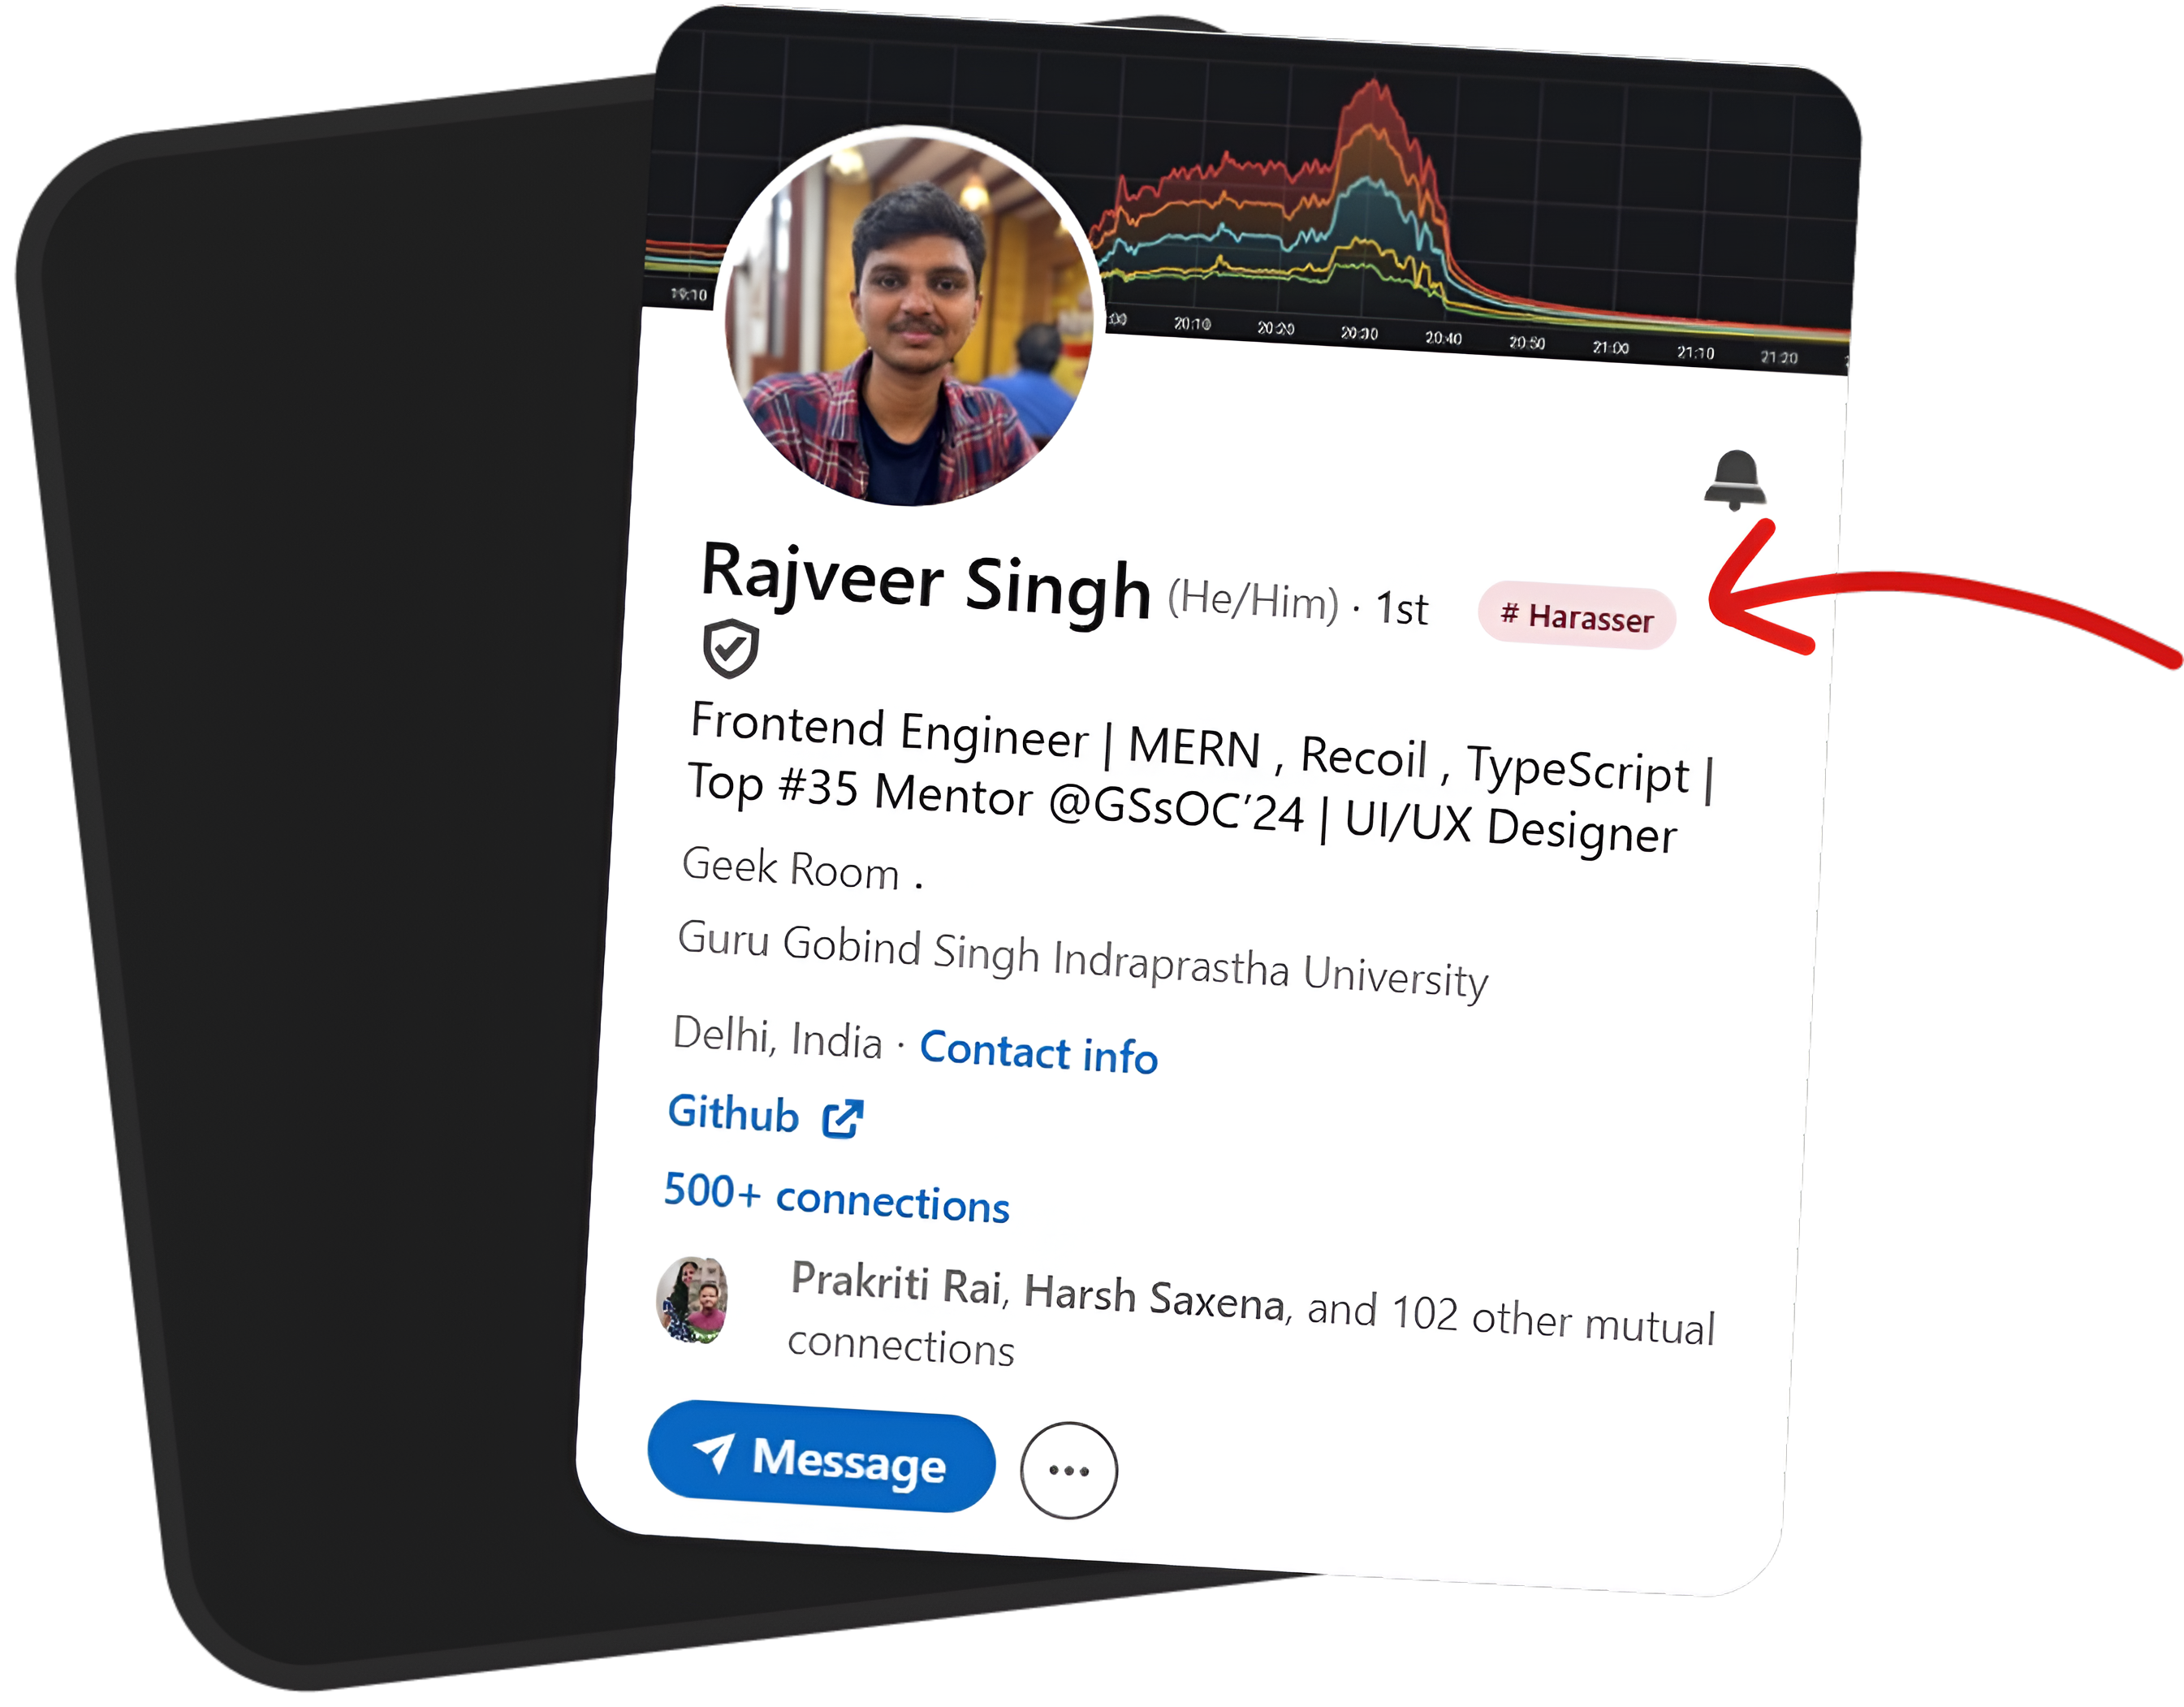 19:10
20:10 20:20 20:30 20:40 20:50 21:00 21:10 21:20
Rajveer Singh (He/Him) · 1st # Harasser
Frontend Engineer | MERN , Recoil , TypeScript |
Top #35 Mentor @GSsOC'24 | UI/UX Designer
Geek Room .
Guru Gobind Singh Indraprastha University
Delhi, India · Contact info
Github
500+ connections
Prakriti Rai, Harsh Saxena, and 102 other mutual
connections
Message